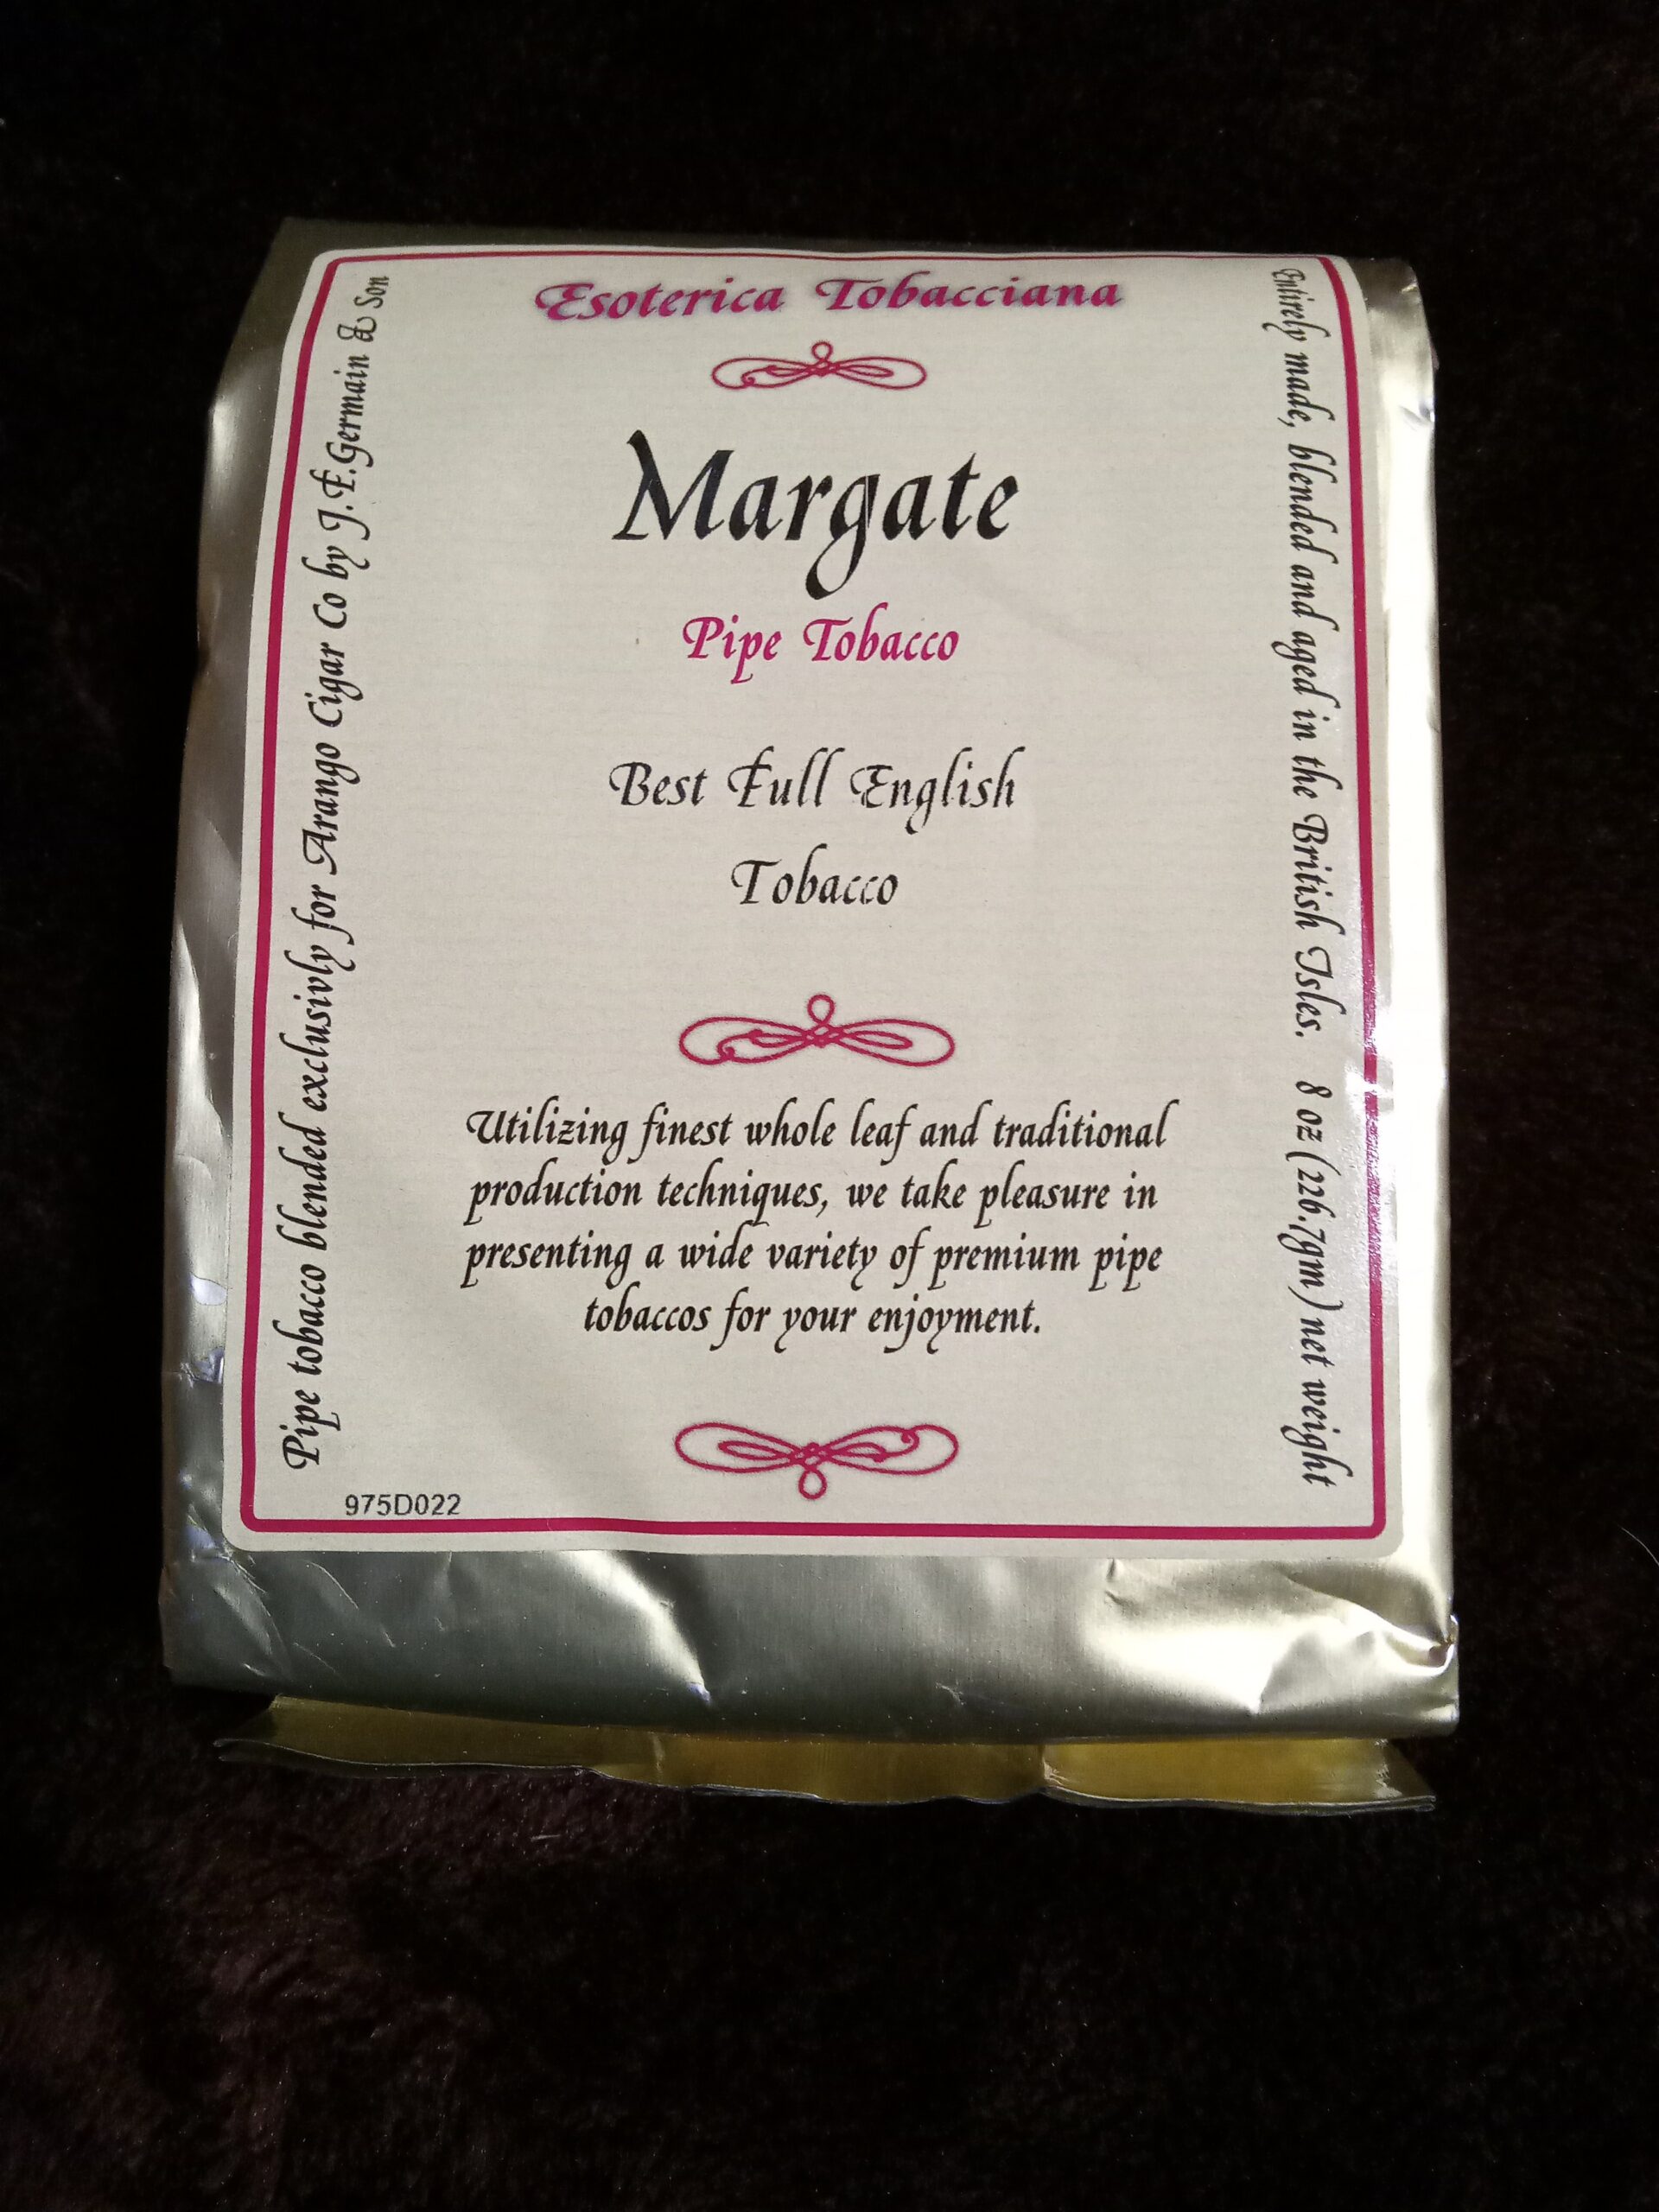 Esoterica Tobacciana
Margate
Pipe Tobacco
Best Full English
Tobacco
Utilizing finest whole leaf and traditional
production techniques, we take pleasure in
presenting a wide variety of premium pipe
tobaccos for your enjoyment.
Pipe tobacco blended exclusivly for Arango Cigar Co by J.E.Germain & Son
Entirely made, blended and aged in the British Isles. 8 oz (226.7gm) net weight
975D022